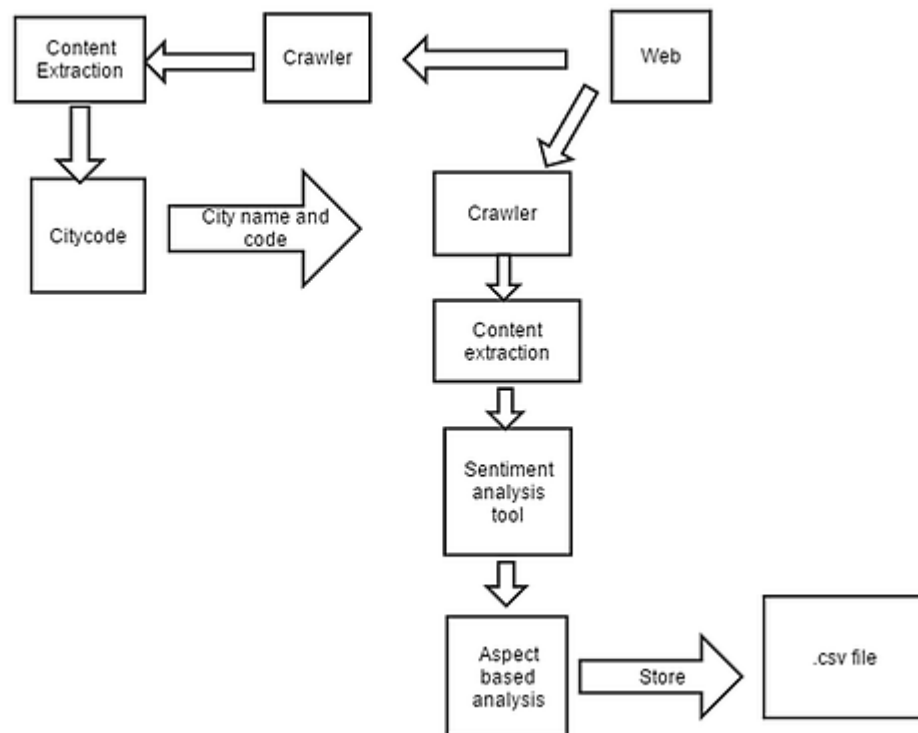 Content
Extraction
Crawler
Web
Citycode
City name and
code
Crawler
Content
extraction
Sentiment
analysis
tool
Aspect
based
analysis
Store
.csv file